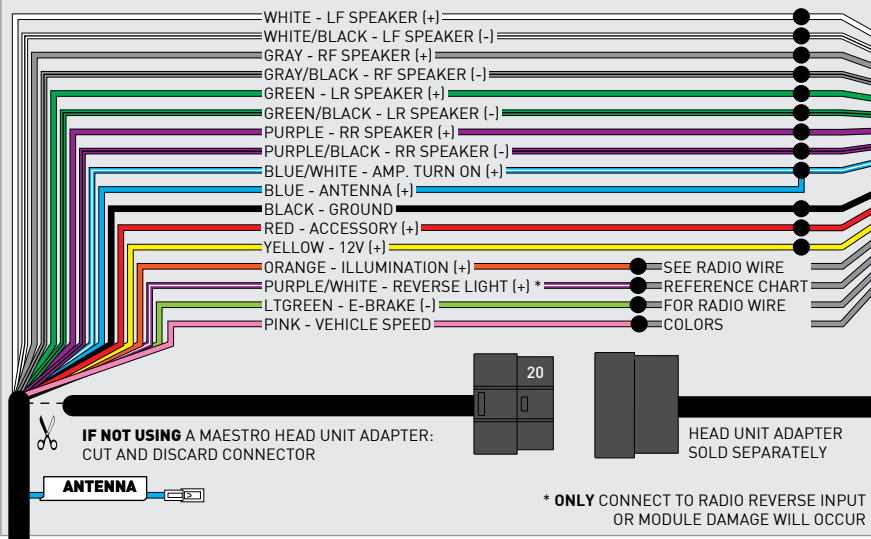 WHITE - LF SPEAKER (+)
WHITE/BLACK - LF SPEAKER (-)
GRAY - RF SPEAKER (+)
GRAY/BLACK - RF SPEAKER (-)
GREEN - LR SPEAKER (+)
GREEN/BLACK - LR SPEAKER (-)
PURPLE - RR SPEAKER (+)
PURPLE/BLACK - RR SPEAKER (-)
BLUE/WHITE - AMP. TURN ON (+)
BLUE - ANTENNA (+)
BLACK - GROUND
RED - ACCESSORY (+)
YELLOW - 12V (+)
ORANGE - ILLUMINATION (+)
PURPLE/WHITE - REVERSE LIGHT (+) *
LTGREEN - E-BRAKE (-)
PINK - VEHICLE SPEED
SEE RADIO WIRE
REFERENCE CHART
FOR RADIO WIRE
COLORS
20
IF NOT USING A MAESTRO HEAD UNIT ADAPTER:
CUT AND DISCARD CONNECTOR
HEAD UNIT ADAPTER
SOLD SEPARATELY
ANTENNA
* ONLY CONNECT TO RADIO REVERSE INPUT
OR MODULE DAMAGE WILL OCCUR